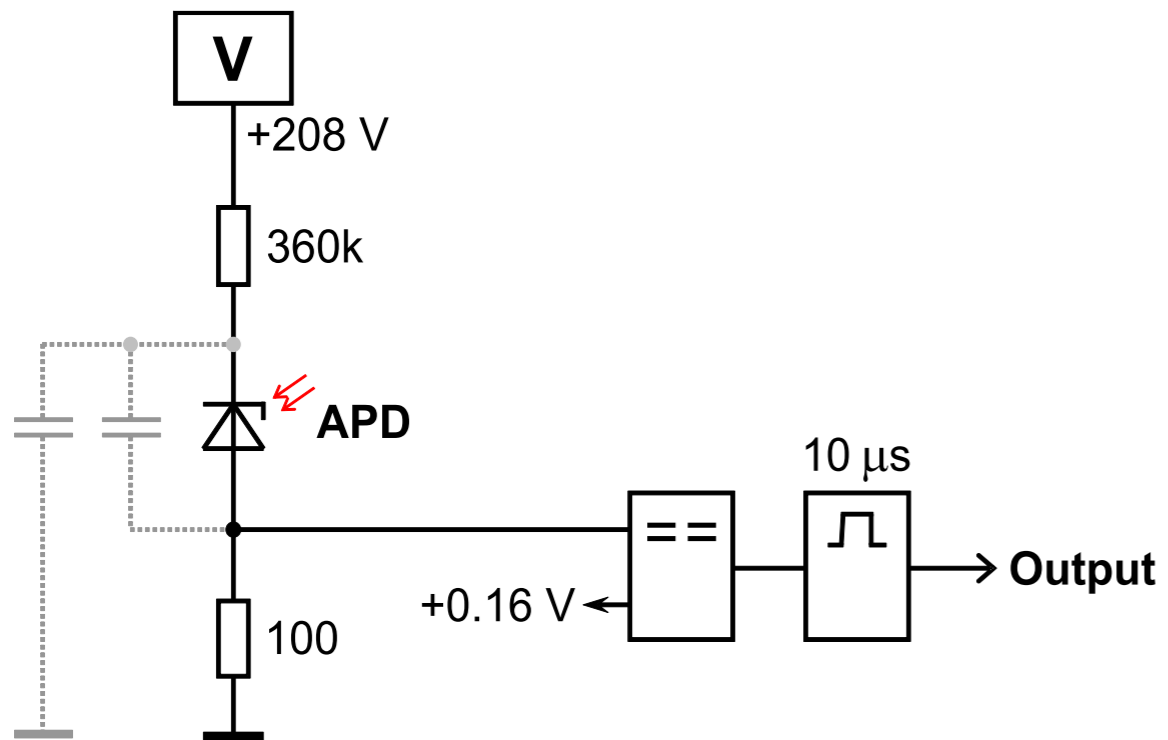 V
+208 V
360k
APD
10 μs
= =
+0.16 V
Output
100